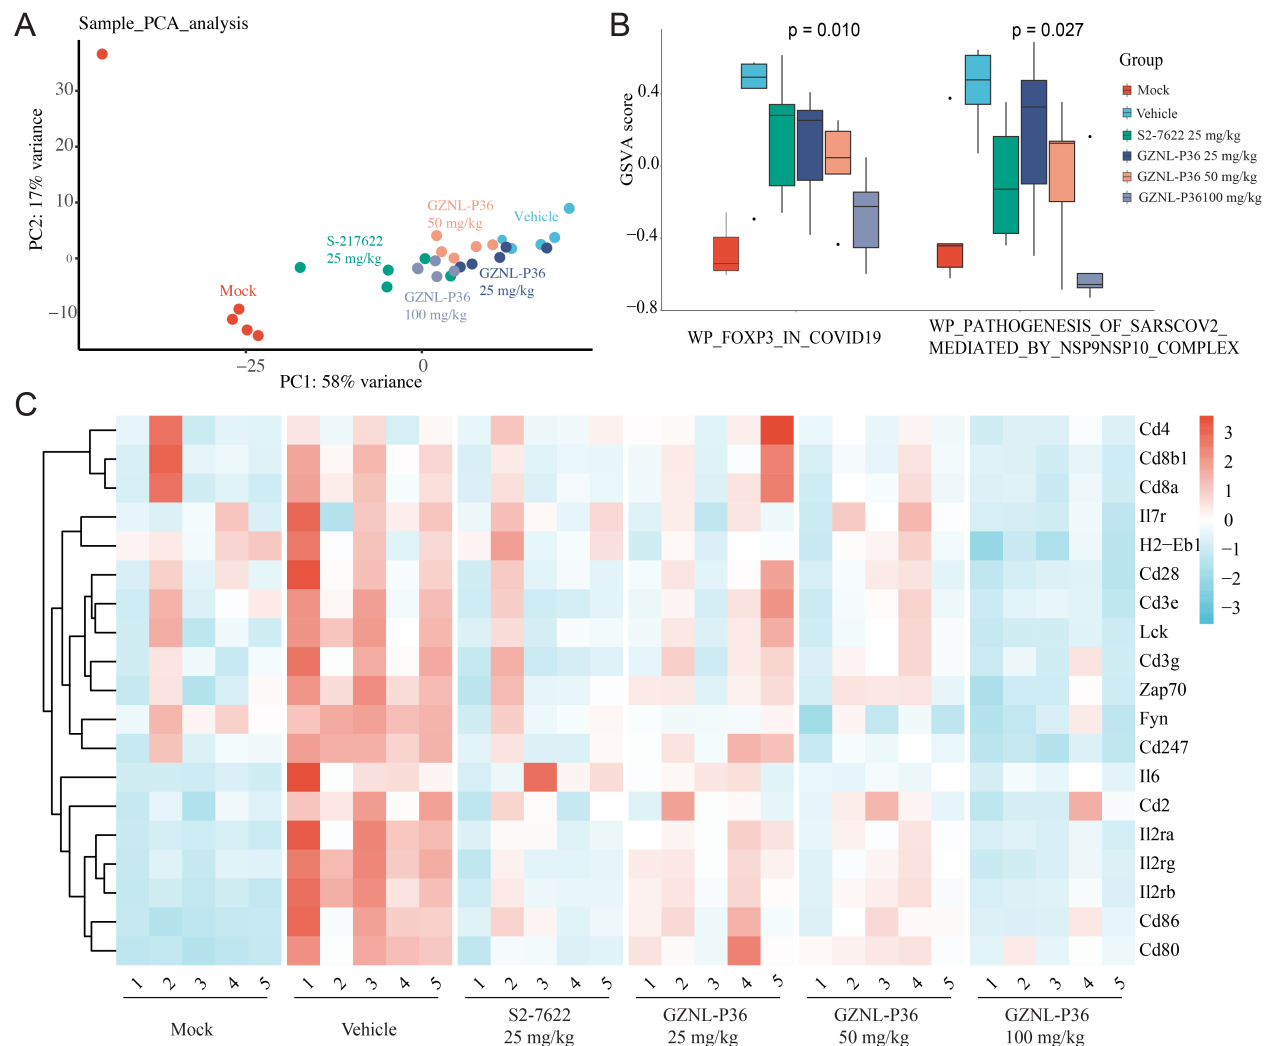 A
Sample_PCA_analysis
PC2: 17% variance
30
20
10
0
−10
−25
0
PC1: 58% variance
Mock
S-217622
25 mg/kg
GZNL-P36
50 mg/kg
Vehicle
GZNL-P36
25 mg/kg
GZNL-P36
100 mg/kg
B
p = 0.010
p = 0.027
GSVA score
0.4
0.0
−0.4
−0.8
WP_FOXP3_IN_COVID19
WP_PATHOGENESIS_OF_SARSCOV2_
MEDIATED_BY_NSP9NSP10_COMPLEX
Group
Mock
Vehicle
S2-7622 25 mg/kg
GZNL-P36 25 mg/kg
GZNL-P36 50 mg/kg
GZNL-P36100 mg/kg
C
Cd4
Cd8b1
Cd8a
Il7r
H2−Eb1
Cd28
Cd3e
Lck
Cd3g
Zap70
Fyn
Cd247
Il6
Cd2
Il2ra
Il2rg
Il2rb
Cd86
Cd80
3
2
1
0
−1
−2
−3
1 2 3 4 5 1 2 3 4 5 1 2 3 4 5 1 2 3 4 5 1 2 3 4 5 1 2 3 4 5
Mock
Vehicle
S2-7622
25 mg/kg
GZNL-P36
25 mg/kg
GZNL-P36
50 mg/kg
GZNL-P36
100 mg/kg